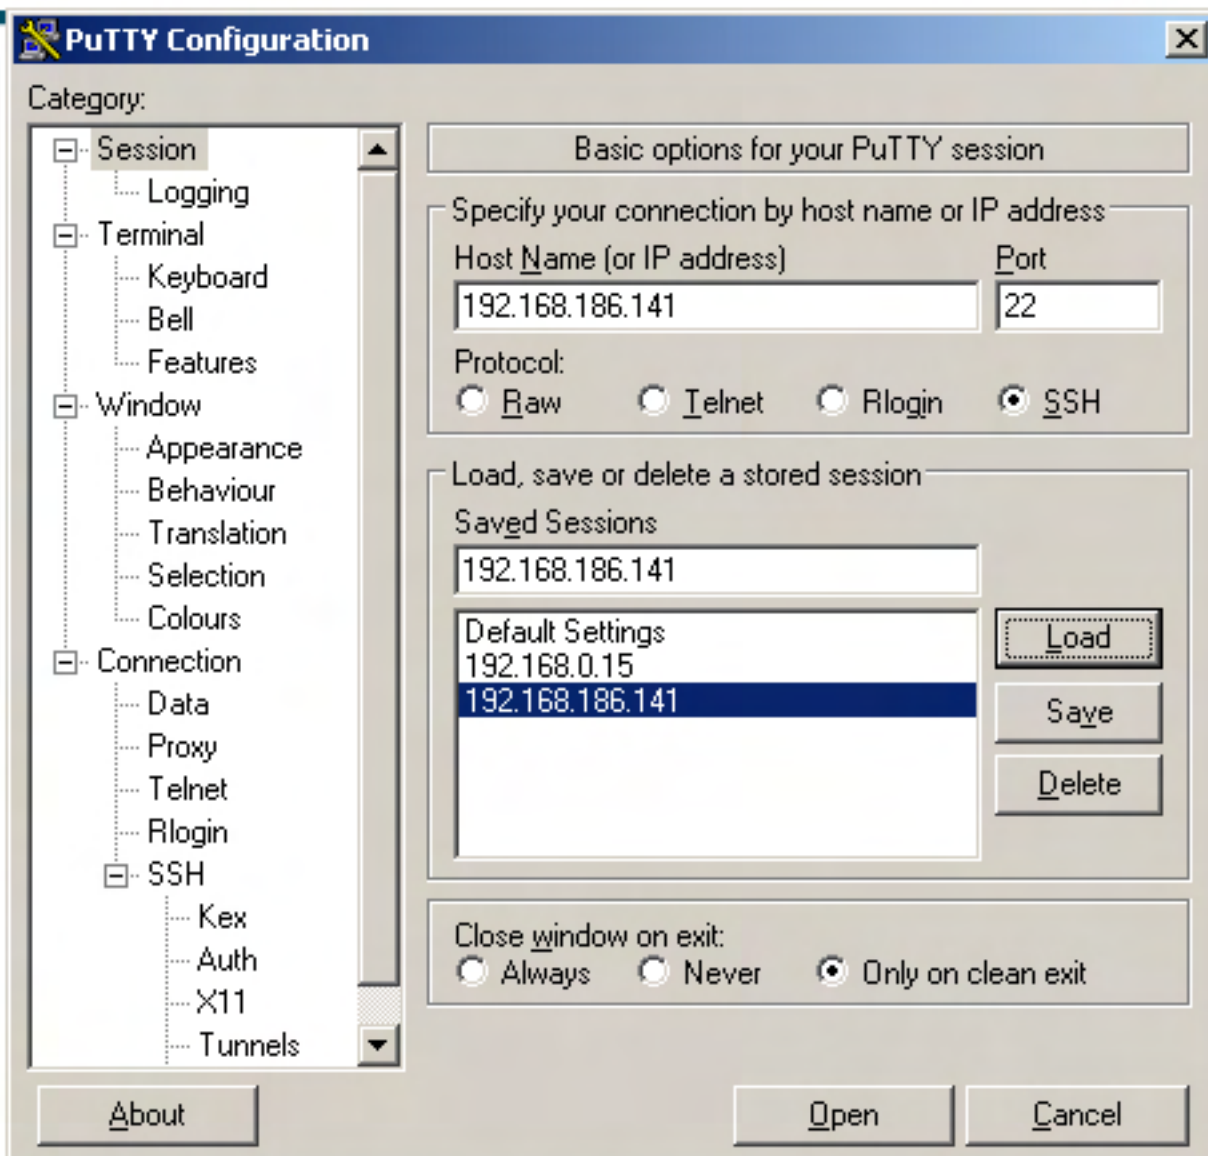 PuTTY Configuration
Category:
Session
Logging
Terminal
Keyboard
Bell
Features
Window
Appearance
Behaviour
Translation
Selection
Colours
Connection
Data
Proxy
Telnet
Rlogin
SSH
Kex
Auth
X11
Tunnels
Basic options for your PuTTY session
Specify your connection by host name or IP address
Host Name (or IP address) Port
192.168.186.141 22
Protocol:
Raw Telnet Rlogin SSH
Load, save or delete a stored session
Saved Sessions
192.168.186.141
Default Settings
192.168.0.15
192.168.186.141
Load
Save
Delete
Close window on exit:
Always Never Only on clean exit
About Open Cancel